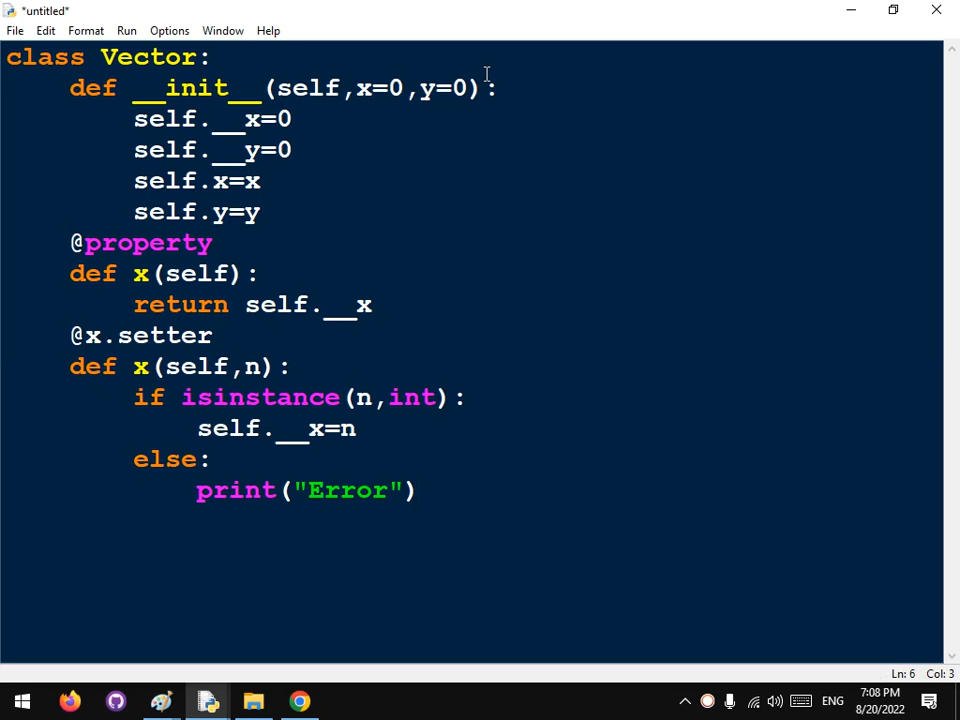 *untitled*
File Edit Format Run Options Window Help
class Vector:
    def __init__(self,x=0,y=0):
        self.__x=0
        self.__y=0
        self.x=x
        self.y=y
    @property
    def x(self):
        return self.__x
    @x.setter
    def x(self,n):
        if isinstance(n,int):
            self.__x=n
        else:
            print("Error")
Ln: 6 Col: 3
ENG
7:08 PM
8/20/2022